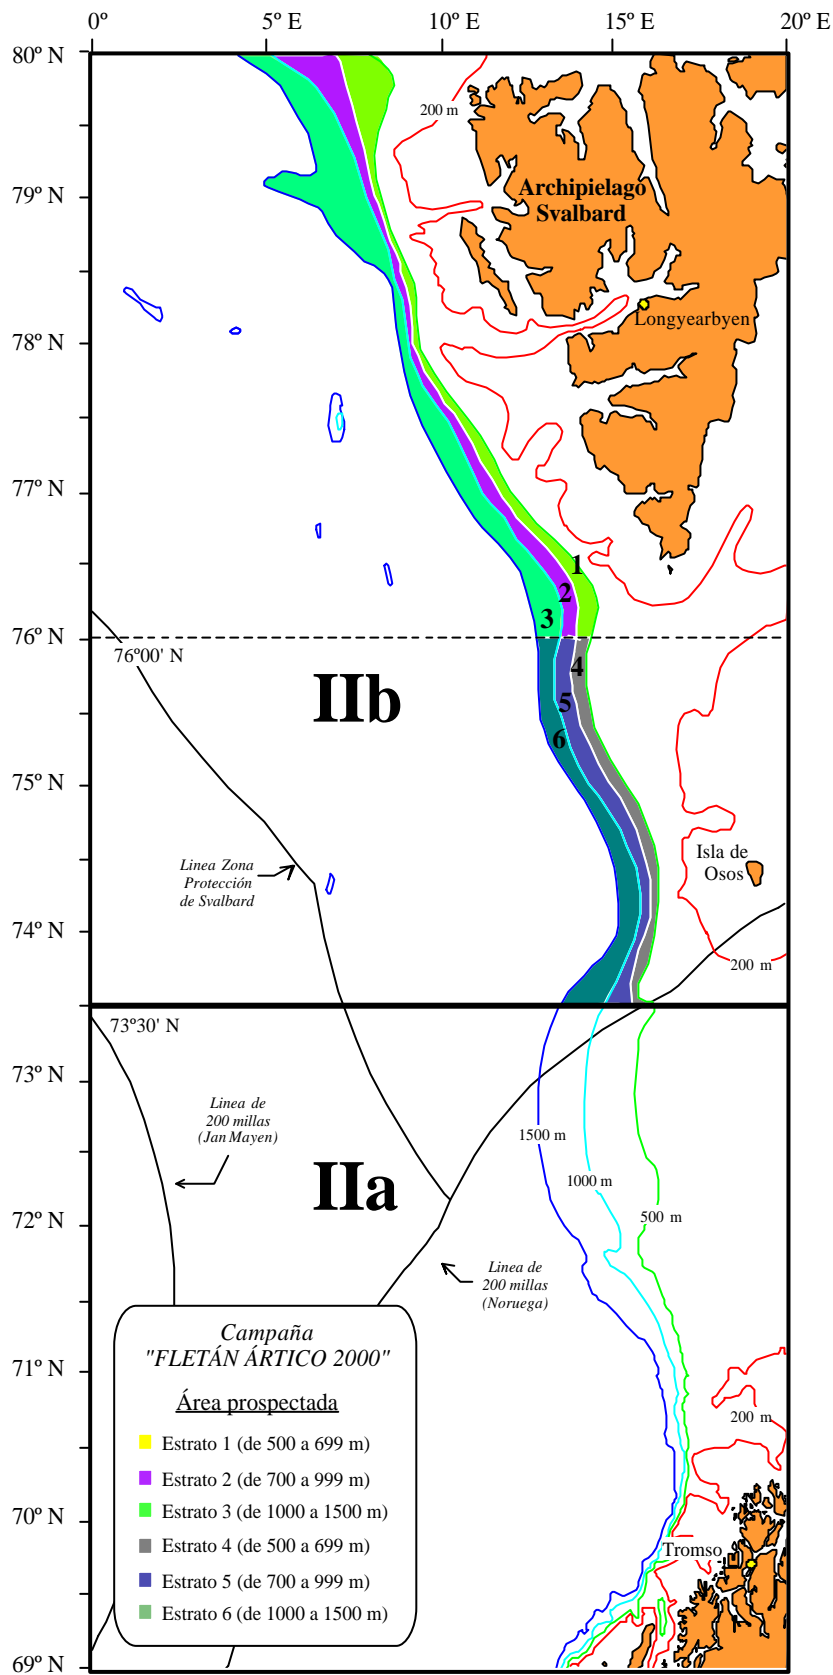 0º 5º E 10º E 15º E 20º E
80º N
200 m
79º N
Archipielago
Svalbard
Longyearbyen
78º N
77º N
1
2
3
76º N
76º00' N
4
IIb
5
6
75º N
Linea Zona
Protección
de Svalbard
Isla de
Osos
74º N
200 m
73º30' N
73º N
Linea de
200 millas
(Jan Mayen)
1500 m
IIa
1000 m
500 m
72º N
Linea de
200 millas
(Noruega)
71º N
200 m
70º N
Tromso
69º N
Campaña
"FLETÁN ÁRTICO 2000"
Área prospectada
Estrato 1 (de 500 a 699 m)
Estrato 2 (de 700 a 999 m)
Estrato 3 (de 1000 a 1500 m)
Estrato 4 (de 500 a 699 m)
Estrato 5 (de 700 a 999 m)
Estrato 6 (de 1000 a 1500 m)